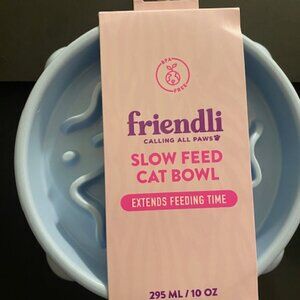 BPA
FREE
friendli
CALLING ALL PAWS
SLOW FEED
CAT BOWL
EXTENDS FEEDING TIME
295 ML / 10 OZ